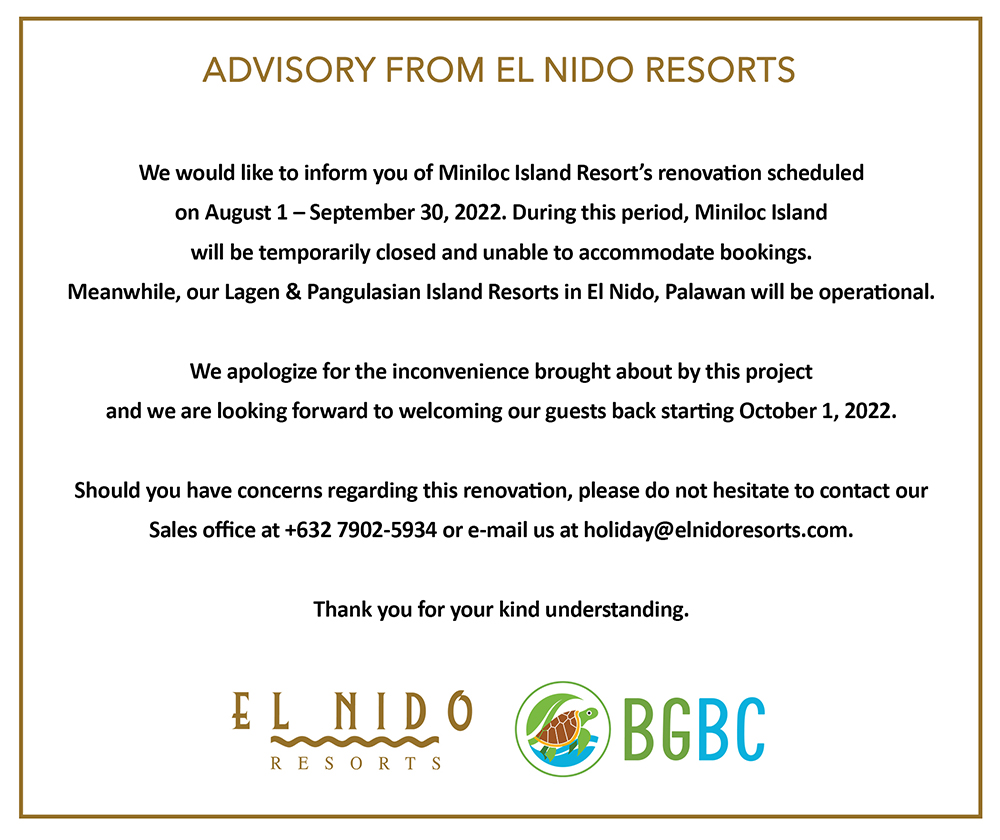 ADVISORY FROM EL NIDO RESORTS
We would like to inform you of Miniloc Island Resort’s renovation scheduled
on August 1 – September 30, 2022. During this period, Miniloc Island
will be temporarily closed and unable to accommodate bookings.
Meanwhile, our Lagen & Pangulasian Island Resorts in El Nido, Palawan will be operational.
We apologize for the inconvenience brought about by this project
and we are looking forward to welcoming our guests back starting October 1, 2022.
Should you have concerns regarding this renovation, please do not hesitate to contact our
Sales office at +632 7902-5934 or e-mail us at holiday@elnidoresorts.com.
Thank you for your kind understanding.
EL NIDO
RESORTS
BGBC